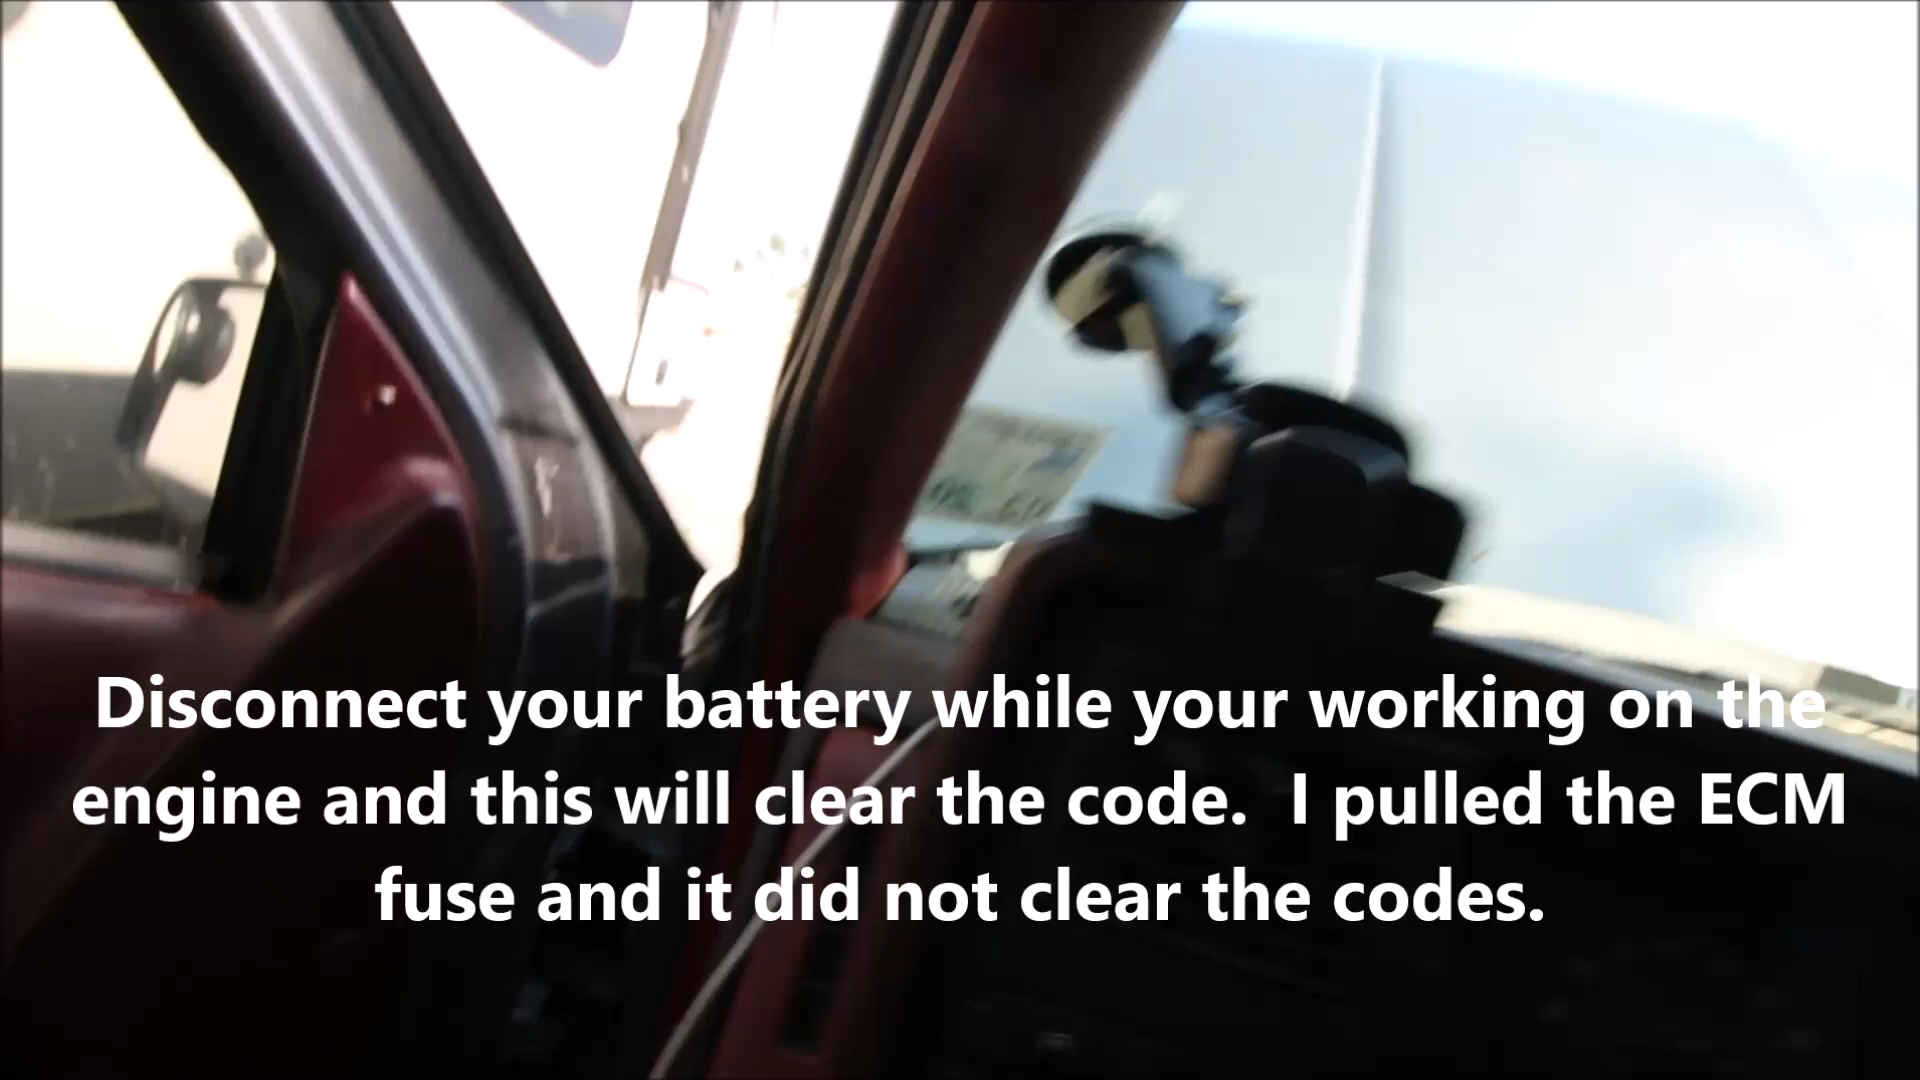 Disconnect your battery while your working on the
engine and this will clear the code.  I pulled the ECM
fuse and it did not clear the codes.